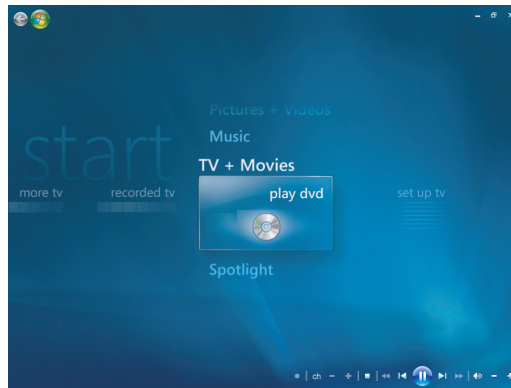 Pictures + Videos
Music
start
TV + Movies
more tv recorded tv play dvd set up tv
Spotlight
ch